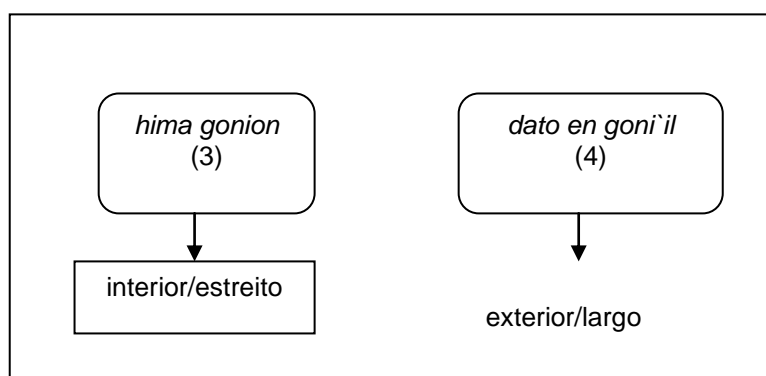 hima gonion
(3)
dato en goni`il
(4)
interior/estreito
exterior/largo